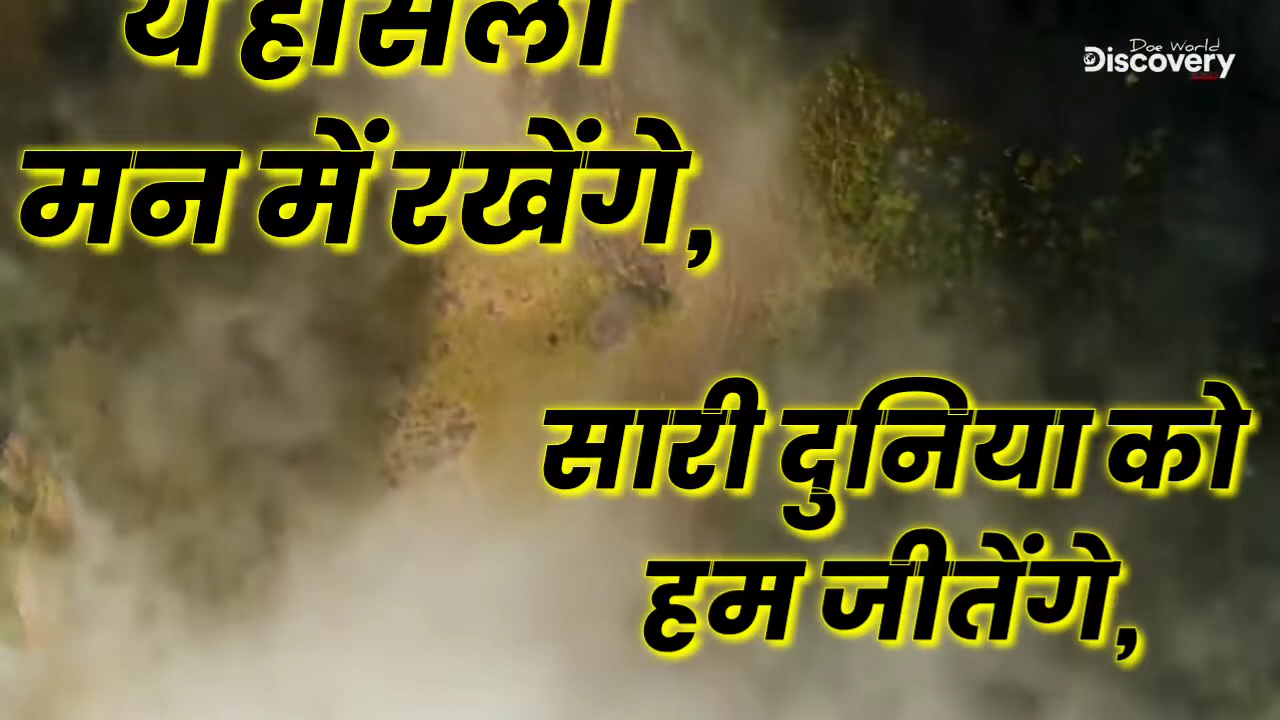 Doe World
Discovery
ये हौसला
मन में रखेंगे,
सारी दुनिया को
हम जीतेंगे,